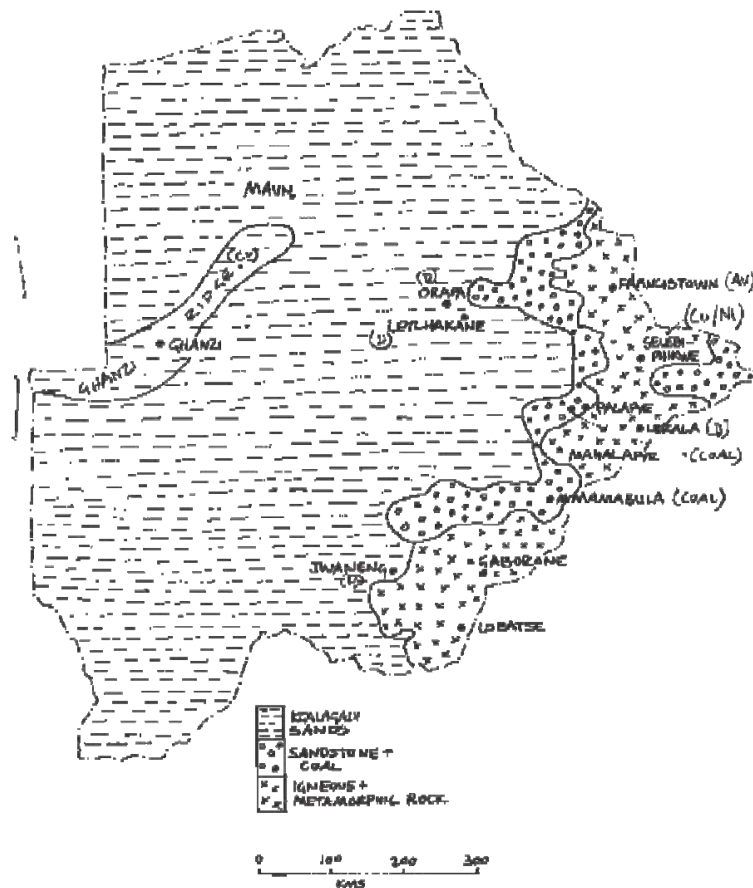 MAUN
(CU)
RIDGE
GHANZI
GHANZI
(D)
ORAPA
LETLHAKANE
(D)
FRANCISTOWN (AU)
(CU/NI)
SELEBI
PHIKWE
PALAPYE
LERALA (D)
MAHALAPYE (COAL)
MMAMABULA (COAL)
JWANENG
(D)
GABORONE
LOBATSE
KGALAGADI
SANDS
SANDSTONE +
COAL
IGNEOUS +
METAMORPHIC ROCK
0 100 200 300
KMS